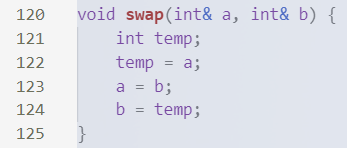 120 void swap(int& a, int& b) {
121     int temp;
122     temp = a;
123     a = b;
124     b = temp;
125 }